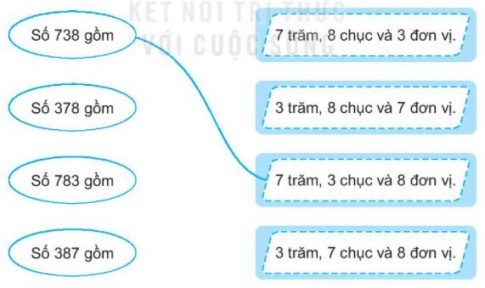 KẾT NỐI TRI THỨC
VỚI CUỘC SỐNG
Số 738 gồm
7 trăm, 8 chục và 3 đơn vị.
Số 378 gồm
3 trăm, 8 chục và 7 đơn vị.
Số 783 gồm
7 trăm, 3 chục và 8 đơn vị.
Số 387 gồm
3 trăm, 7 chục và 8 đơn vị.